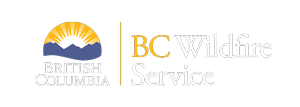 BRITISH
COLUMBIA
BC Wildfire
Service